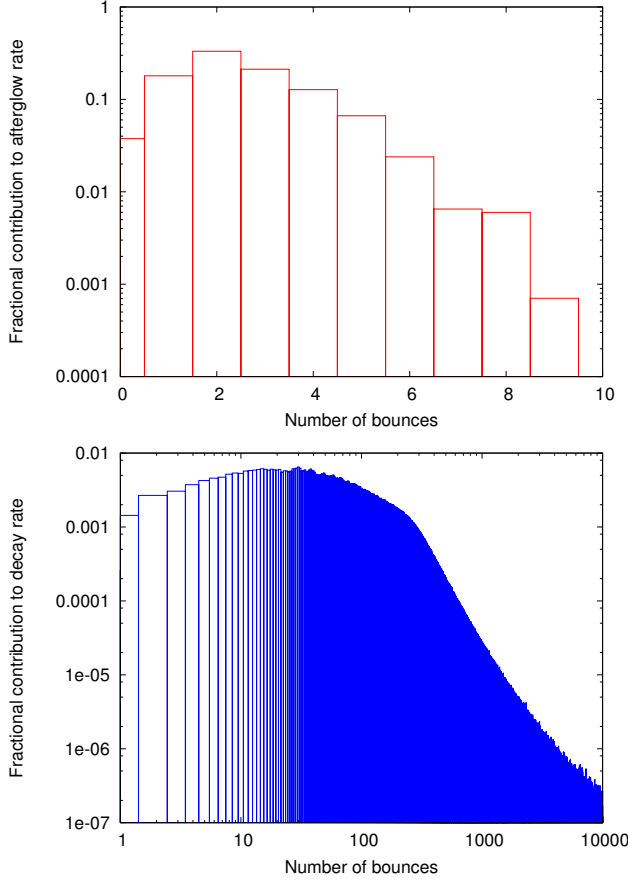 Fractional contribution to afterglow rate
1
0.1
0.01
0.001
0.0001
0 2 4 6 8 10
Number of bounces
Fractional contribution to decay rate
0.01
0.001
0.0001
1e-05
1e-06
1e-07
1 10 100 1000 10000
Number of bounces